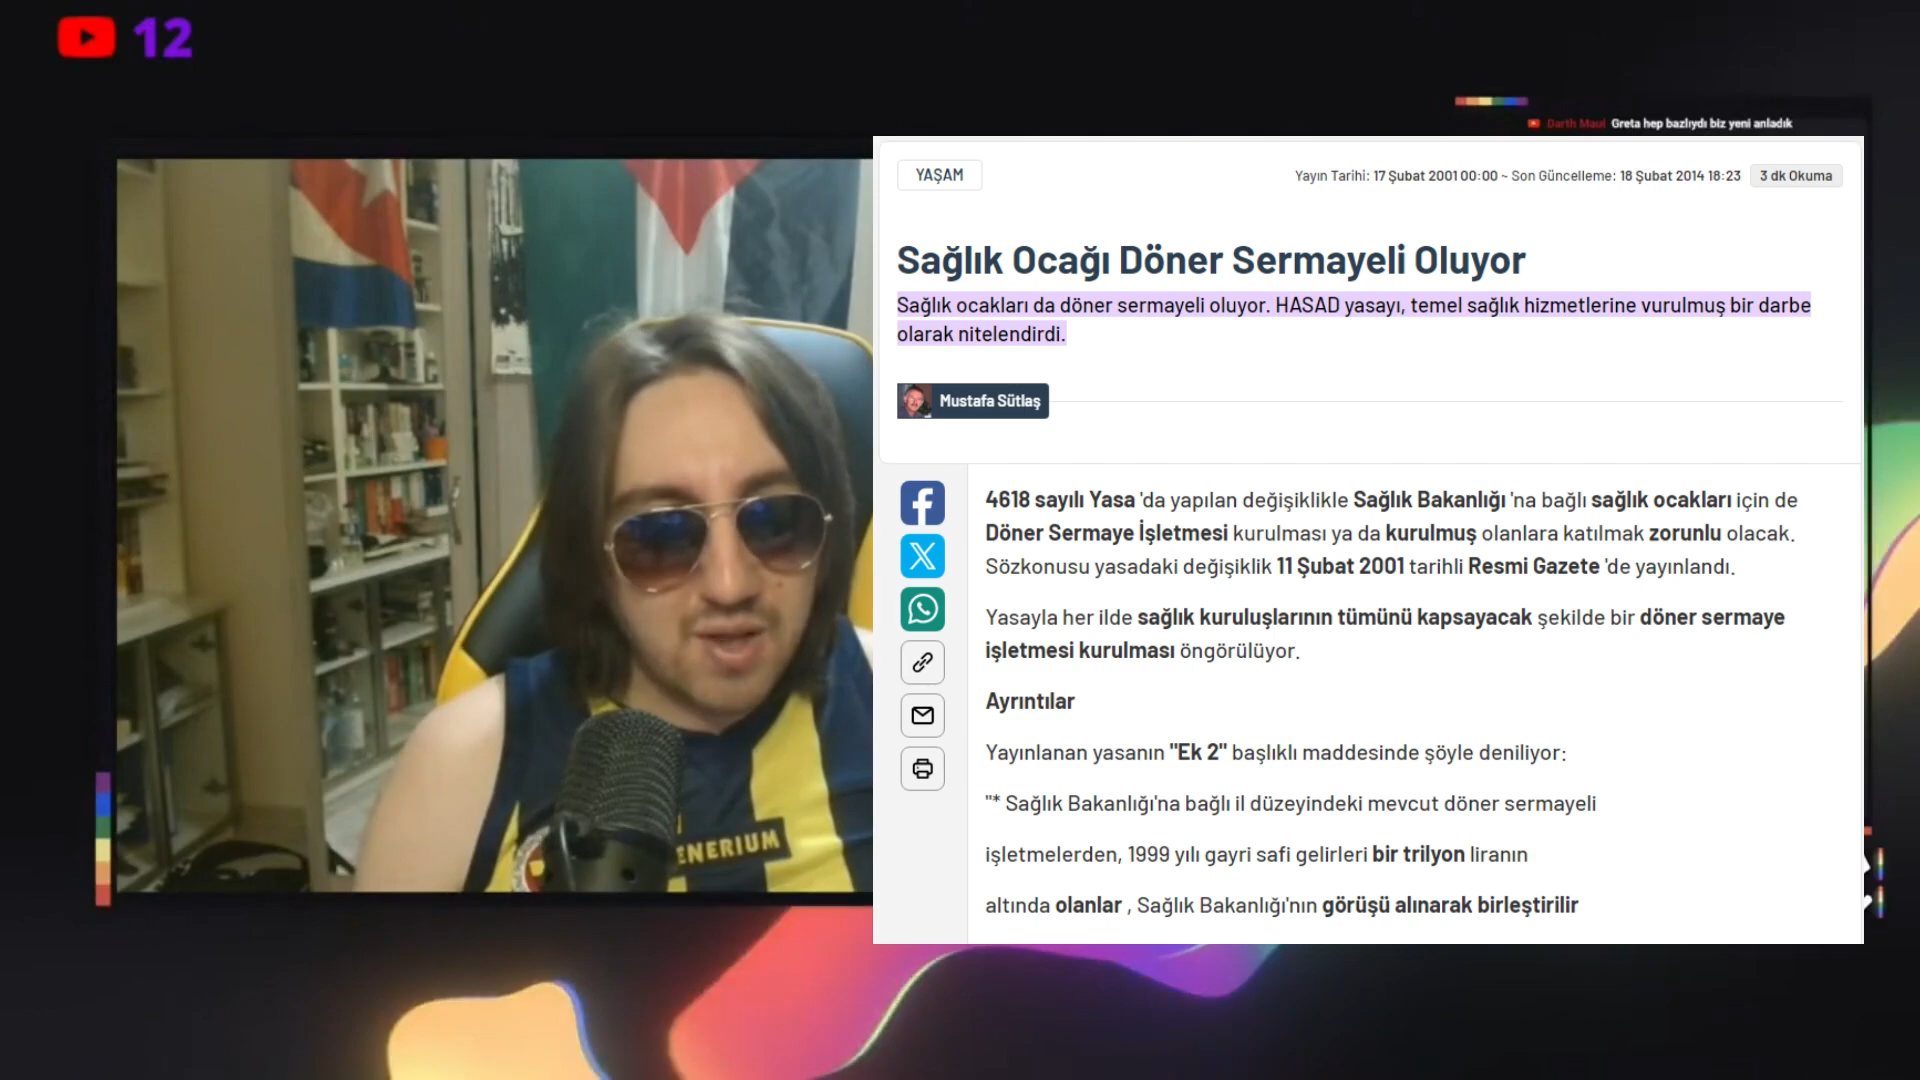 12
Darth Maul Greta hep bazlıydı biz yeni anladık
YAŞAM
Yayın Tarihi: 17 Şubat 2001 00:00 ~ Son Güncelleme: 18 Şubat 2014 18:23 3 dk Okuma
Sağlık Ocağı Döner Sermayeli Oluyor
Sağlık ocakları da döner sermayeli oluyor. HASAD yasayı, temel sağlık hizmetlerine vurulmuş bir darbe
olarak nitelendirdi.
Mustafa Sütlaş
4618 sayılı Yasa 'da yapılan değişiklikle Sağlık Bakanlığı 'na bağlı sağlık ocakları için de
Döner Sermaye İşletmesi kurulması ya da kurulmuş olanlara katılmak zorunlu olacak.
Sözkonusu yasadaki değişiklik 11 Şubat 2001 tarihli Resmi Gazete 'de yayınlandı.
Yasayla her ilde sağlık kuruluşlarının tümünü kapsayacak şekilde bir döner sermaye
işletmesi kurulması öngörülüyor.
Ayrıntılar
Yayınlanan yasanın "Ek 2" başlıklı maddesinde şöyle deniliyor:
"* Sağlık Bakanlığı'na bağlı il düzeyindeki mevcut döner sermayeli
işletmelerden, 1999 yılı gayri safi gelirleri bir trilyon liranın
altında olanlar , Sağlık Bakanlığı'nın görüşü alınarak birleştirilir
ENERIUM